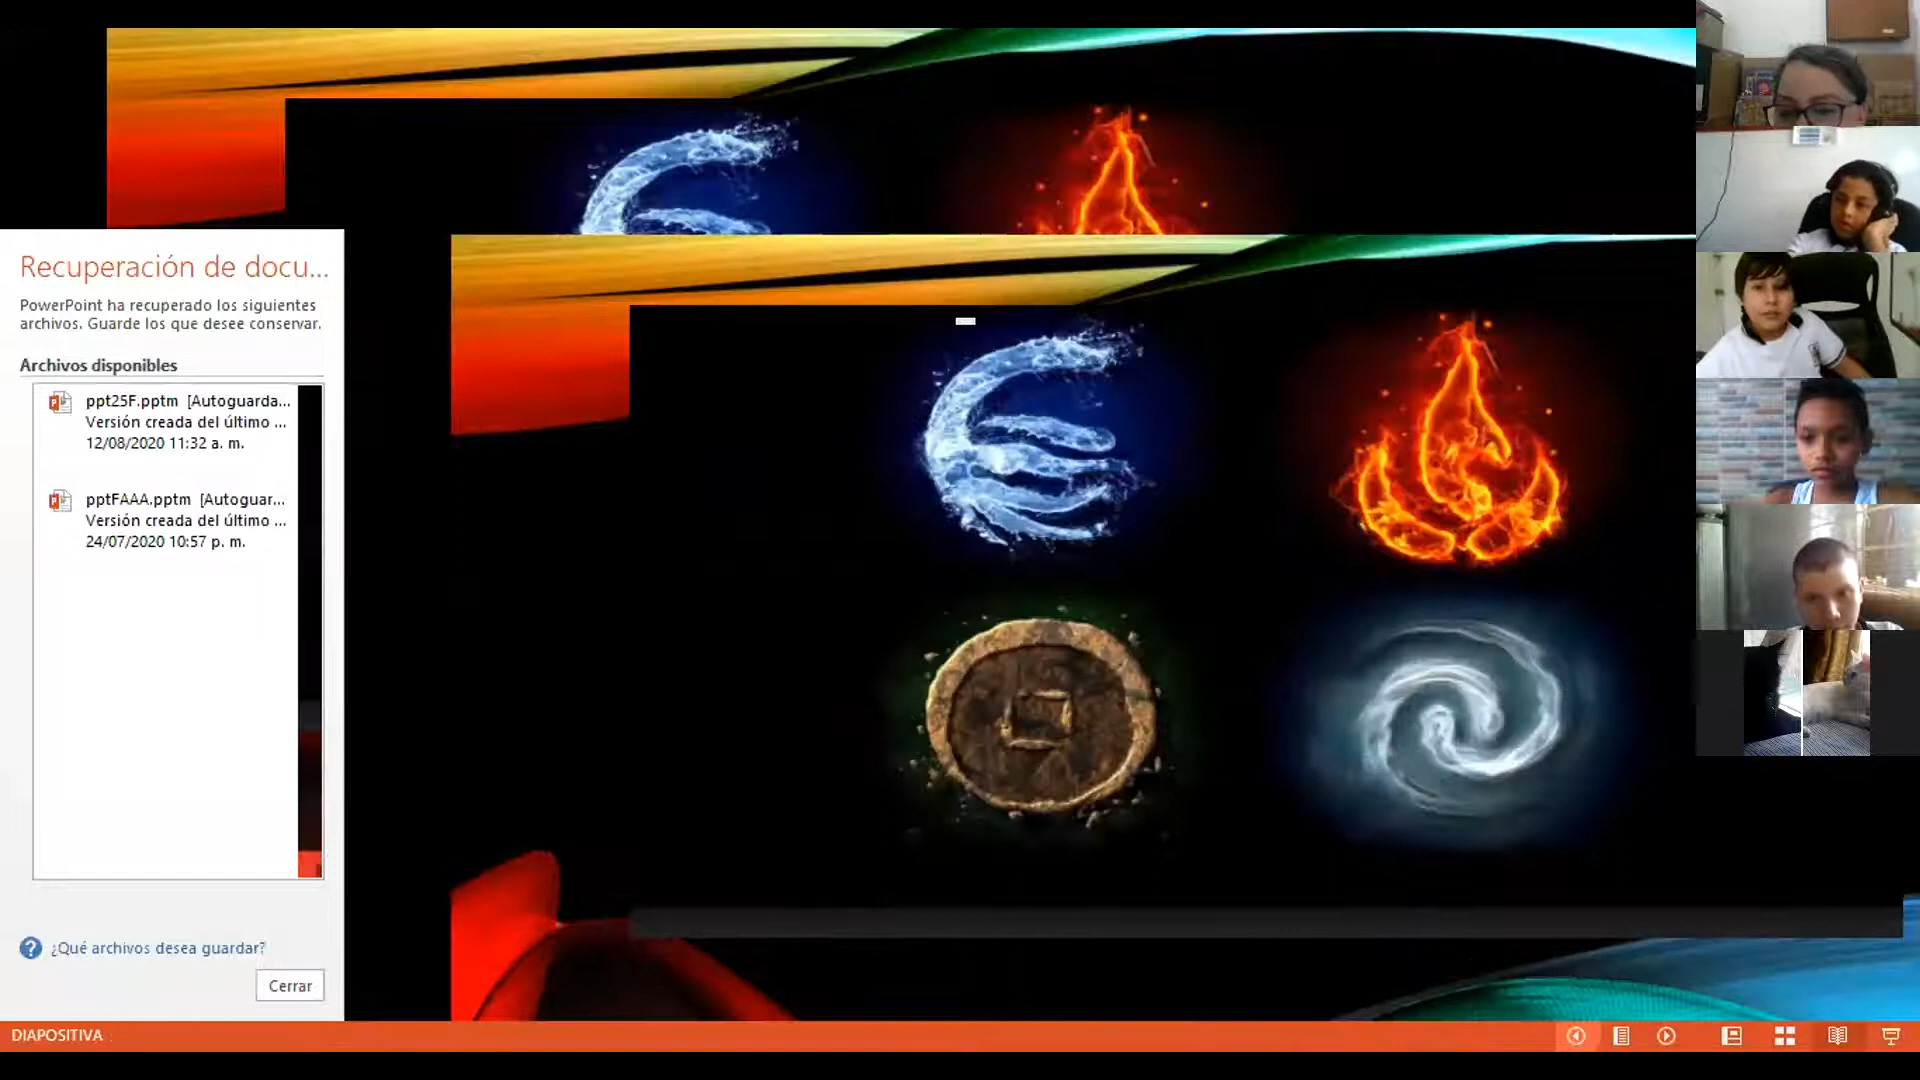 Recuperación de docu...
PowerPoint ha recuperado los siguientes
archivos. Guarde los que desee conservar.
Archivos disponibles
ppt25F.pptm [Autoguarda...
Versión creada del último ...
12/08/2020 11:32 a. m.
pptFAAA.pptm [Autoguar...
Versión creada del último ...
24/07/2020 10:57 p. m.
¿Qué archivos desea guardar?
Cerrar
DIAPOSITIVA